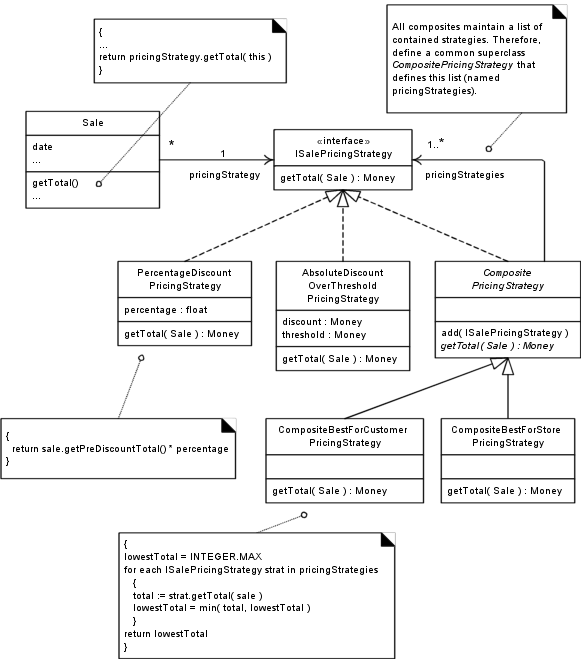 {
...
return pricingStrategy.getTotal( this )
}
All composites maintain a list of
contained strategies. Therefore,
define a common superclass
CompositePricingStrategy that
defines this list (named
pricingStrategies).
Sale
date
...
getTotal()
...
*
1
pricingStrategy
«interface»
ISalePricingStrategy
getTotal( Sale ) : Money
1..*
pricingStrategies
PercentageDiscount
PricingStrategy
percentage : float
getTotal( Sale ) : Money
AbsoluteDiscount
OverThreshold
PricingStrategy
discount : Money
threshold : Money
getTotal( Sale ) : Money
Composite
PricingStrategy
add( ISalePricingStrategy )
getTotal( Sale ) : Money
{
return sale.getPreDiscountTotal() * percentage
}
CompositeBestForCustomer
PricingStrategy
getTotal( Sale ) : Money
CompositeBestForStore
PricingStrategy
getTotal( Sale ) : Money
{
lowestTotal = INTEGER.MAX
for each ISalePricingStrategy strat in pricingStrategies
{
total := strat.getTotal( sale )
lowestTotal = min( total, lowestTotal )
}
return lowestTotal
}